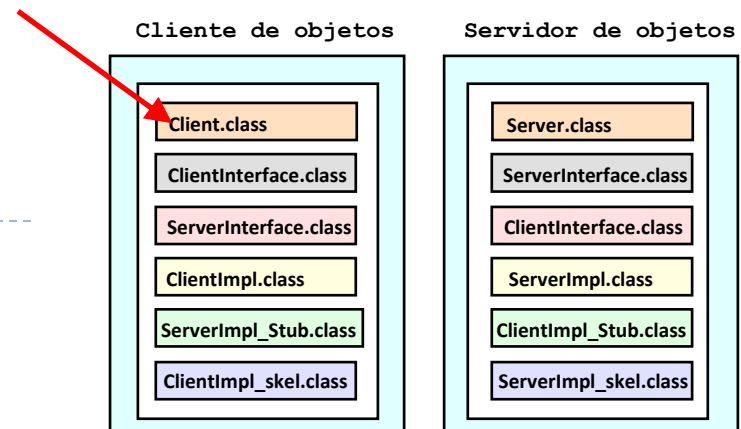 Cliente de objetos
Client.class
ClientInterface.class
ServerInterface.class
ClientImpl.class
ServerImpl_Stub.class
ClientImpl_skel.class
Servidor de objetos
Server.class
ServerInterface.class
ClientInterface.class
ServerImpl.class
ClientImpl_Stub.class
ServerImpl_skel.class